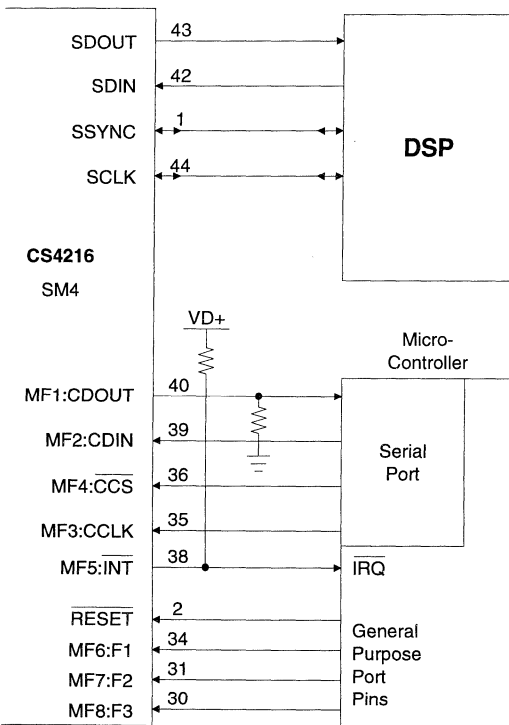 SDOUT 43
SDIN 42
SSYNC 1
SCLK 44
DSP
CS4216
SM4
VD+
Micro-
Controller
MF1:CDOUT 40
MF2:CDIN 39
MF4:CCS 36
MF3:CCLK 35
MF5:INT 38
Serial
Port
IRQ
RESET 2
MF6:F1 34
MF7:F2 31
MF8:F3 30
General
Purpose
Port
Pins